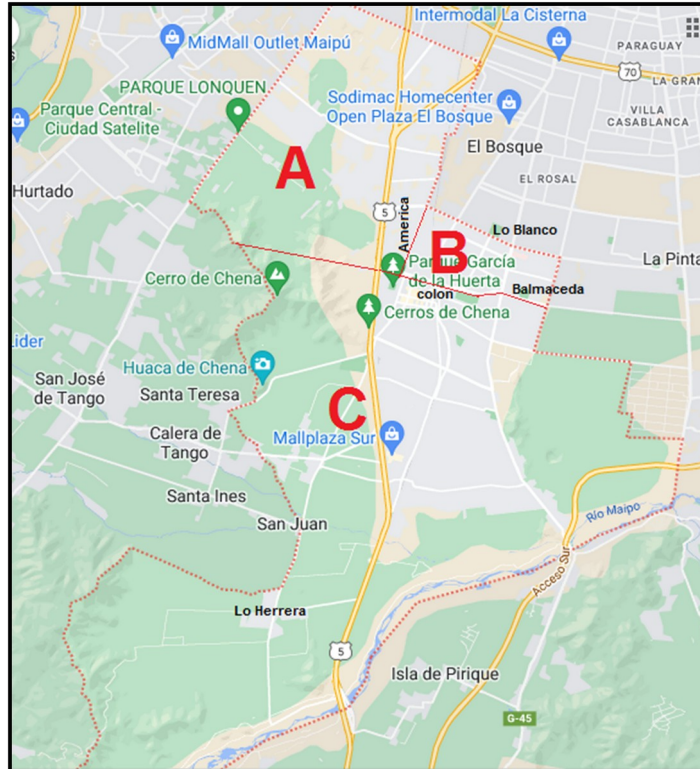 Intermodal La Cisterna
MidMall Outlet Maipú
PARAGUAY
70
LA GRAN
PARQUE LONQUEN
Parque Central -
Ciudad Satelite
Sodimac Homecenter
Open Plaza El Bosque
VILLA
CASABLANCA
El Bosque
A
EL ROSAL
Hurtado
5
America
B
Lo Blanco
Parque García
de la Huerta
La Pinta
Cerro de Chena
colon
Balmaceda
Cerros de Chena
Lider
Huaca de Chena
San José
de Tango
Santa Teresa
C
Calera de
Tango
Mallplaza Sur
Santa Ines
San Juan
Río Maipo
Acceso Sur
Lo Herrera
5
Isla de Pirique
G-45